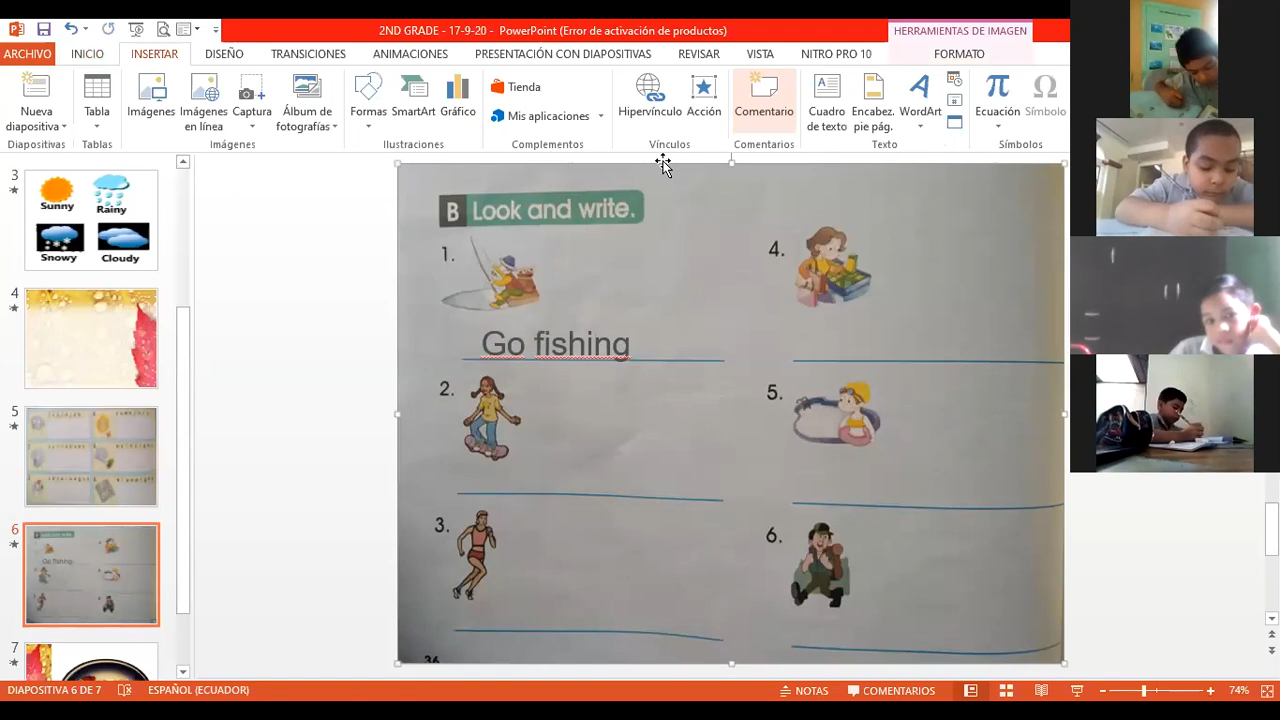 2ND GRADE - 17-9-20 - PowerPoint (Error de activación de productos)
HERRAMIENTAS DE IMAGEN
ARCHIVO INICIO INSERTAR DISEÑO TRANSICIONES ANIMACIONES PRESENTACIÓN CON DIAPOSITIVAS REVISAR VISTA NITRO PRO 10 FORMATO
Nueva diapositiva
Tabla
Imágenes
Imágenes en línea
Captura
Álbum de fotografías
Formas
SmartArt
Gráfico
Tienda
Mis aplicaciones
Hipervínculo
Acción
Comentario
Cuadro de texto
Encabez. pie pág.
WordArt
Ecuación
Símbolo
Diapositivas Tablas Imágenes Ilustraciones Complementos Vínculos Comentarios Texto Símbolos
3
Sunny Rainy
Snowy Cloudy
4
5
6
Go fishing
7
B Look and write.
1.
Go fishing
2.
3.
4.
5.
6.
36
DIAPOSITIVA 6 DE 7 ESPAÑOL (ECUADOR) NOTAS COMENTARIOS 74%